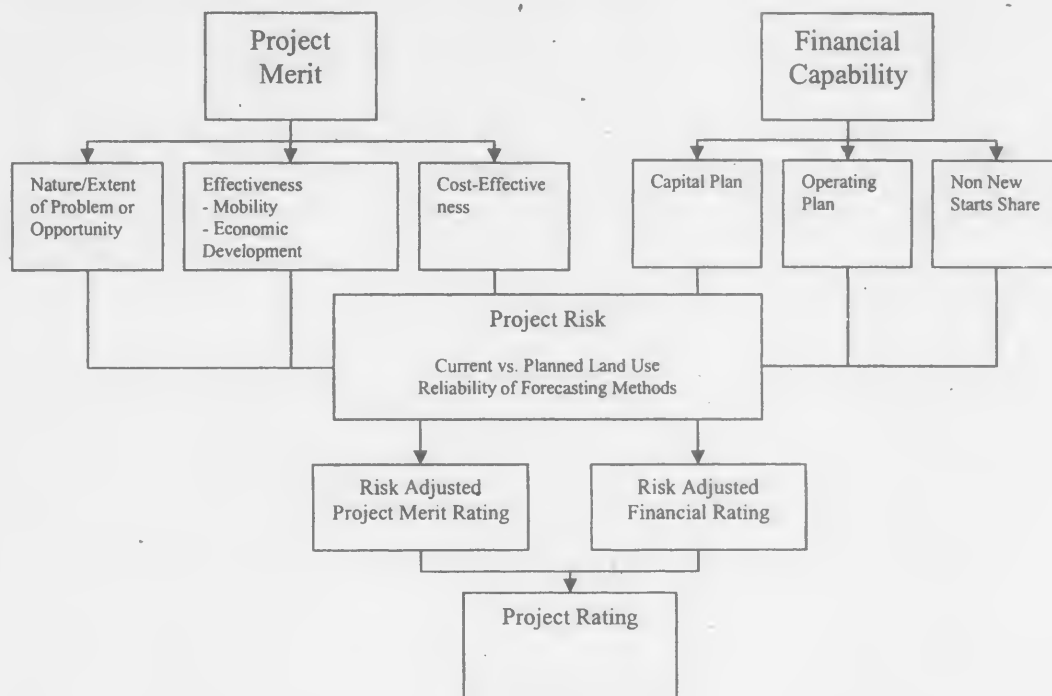 Project
Merit
Financial
Capability
Nature/Extent
of Problem or
Opportunity
Effectiveness
- Mobility
- Economic
Development
Cost-Effective
ness
Capital Plan
Operating
Plan
Non New
Starts Share
Project Risk
Current vs. Planned Land Use
Reliability of Forecasting Methods
Risk Adjusted
Project Merit Rating
Risk Adjusted
Financial Rating
Project Rating